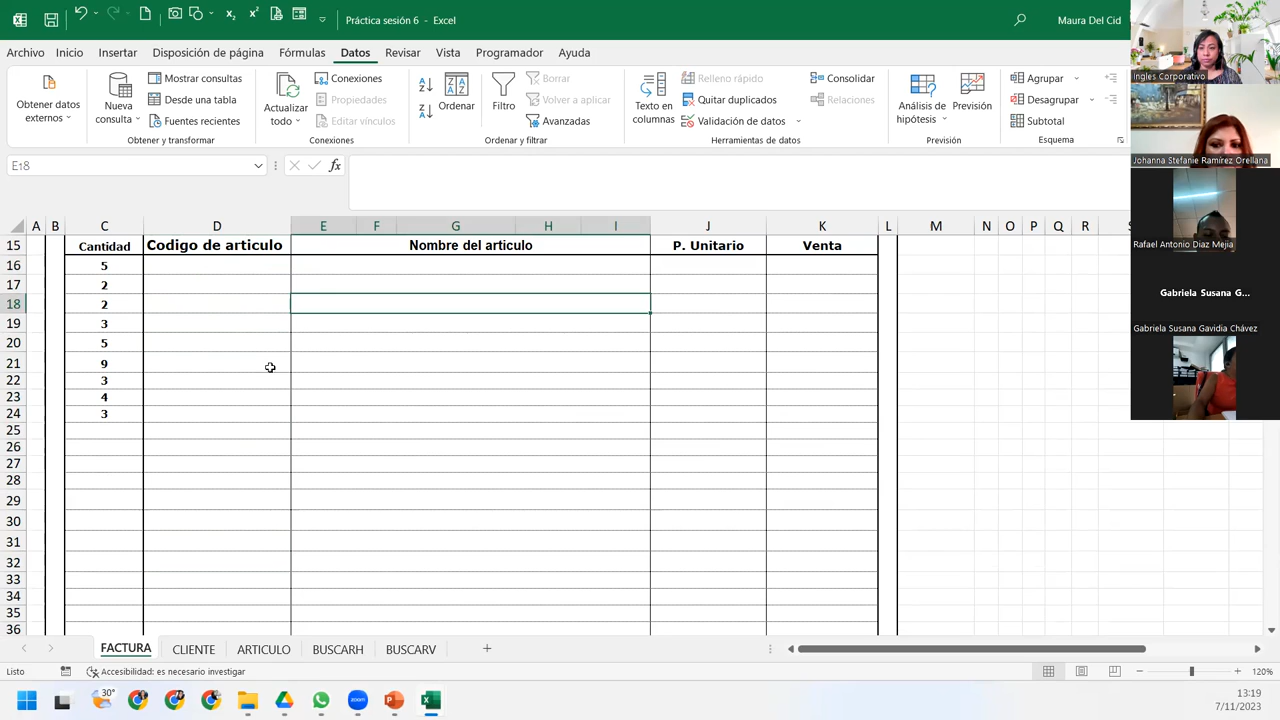 Práctica sesión 6 - Excel
Maura Del Cid
Archivo Inicio Insertar Disposición de página Fórmulas Datos Revisar Vista Programador Ayuda
Obtener datos externos
Nueva consulta
Mostrar consultas
Desde una tabla
Fuentes recientes
Obtener y transformar
Actualizar todo
Conexiones
Propiedades
Editar vínculos
Conexiones
Ordenar
Filtro
Borrar
Volver a aplicar
Avanzadas
Ordenar y filtrar
Texto en columnas
Relleno rápido
Quitar duplicados
Validación de datos
Consolidar
Relaciones
Herramientas de datos
Análisis de hipótesis
Previsión
Previsión
Agrupar
Desagrupar
Subtotal
Esquema
E18
fx
A B C D E F G H I J K L M N O P Q R
15 Cantidad Codigo de articulo Nombre del articulo P. Unitario Venta
16 5
17 2
18 2
19 3
20 5
21 9
22 3
23 4
24 3
25
26
27
28
29
30
31
32
33
34
35
36
FACTURA CLIENTE ARTICULO BUSCARH BUSCARV
Listo
Accesibilidad: es necesario investigar
120%
30°
zoom
13:19
7/11/2023
Ingles Corporativo
Johanna Stefanie Ramírez Orellana
Rafael Antonio Diaz Mejia
Gabriela Susana G...
Gabriela Susana Gavidia Chávez